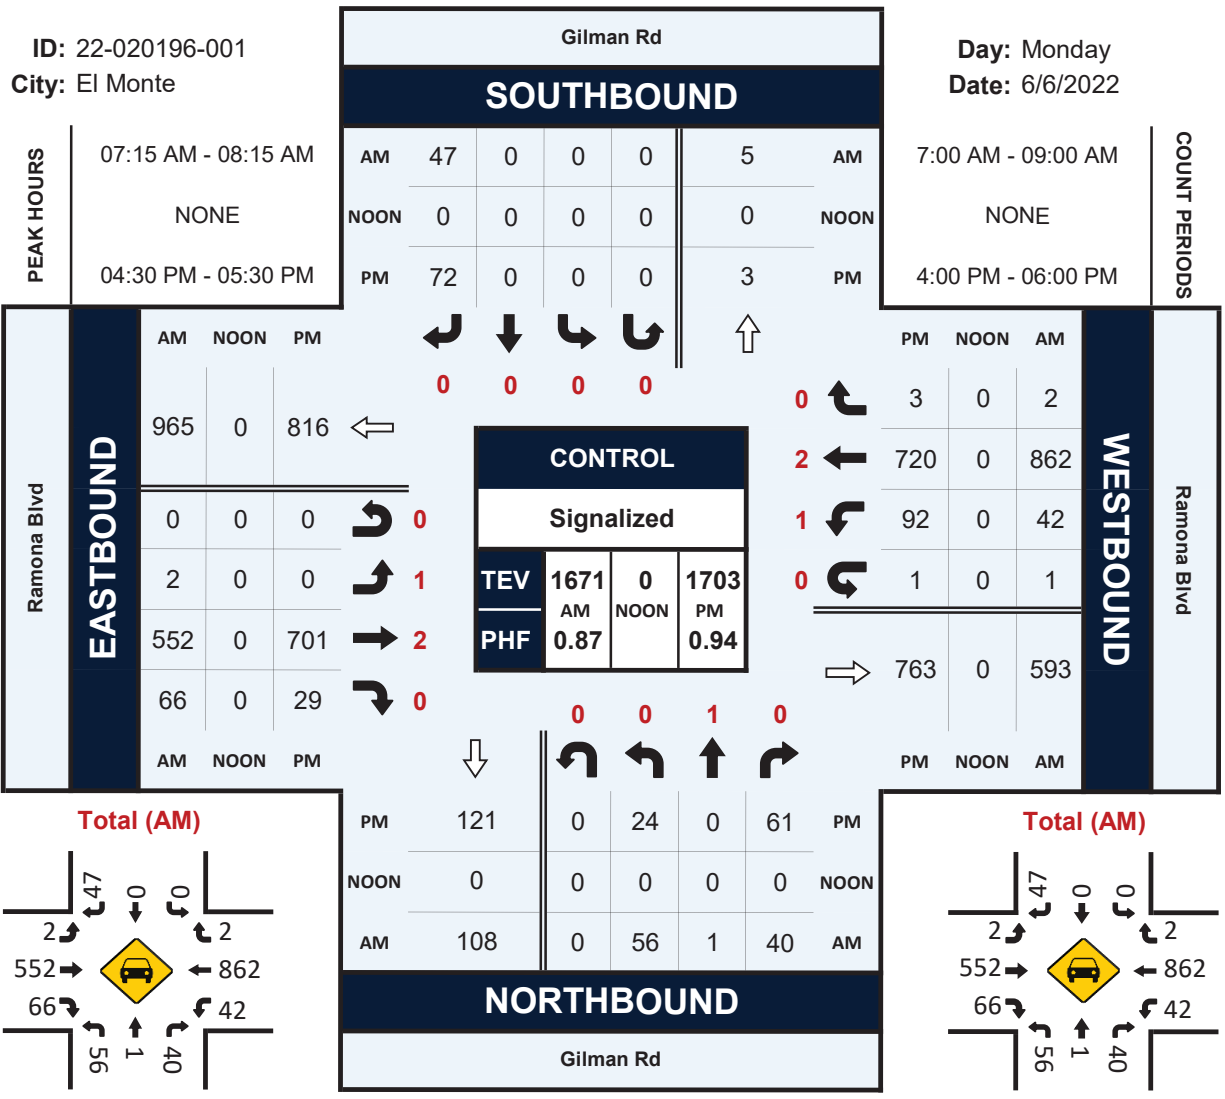 Gilman Rd
ID: 22-020196-001
City: El Monte
Day: Monday
Date: 6/6/2022
SOUTHBOUND
PEAK HOURS
07:15 AM - 08:15 AM
NONE
04:30 PM - 05:30 PM
AM 47 0 0 0 5 AM
NOON 0 0 0 0 0 NOON
PM 72 0 0 0 3 PM
7:00 AM - 09:00 AM
NONE
4:00 PM - 06:00 PM
COUNT PERIODS
0 0 0 0
Ramona Blvd
EASTBOUND
AM NOON PM
965 0 816
0 0 0 0
2 0 0 1
552 0 701 2
66 0 29 0
AM NOON PM
CONTROL
Signalized
TEV 1671 0 1703
AM NOON PM
PHF 0.87 0.94
PM NOON AM
0 3 0 2
2 720 0 862
1 92 0 42
0 1 0 1
763 0 593
PM NOON AM
WESTBOUND
Ramona Blvd
0 0 1 0
PM 121 0 24 0 61 PM
NOON 0 0 0 0 0 NOON
AM 108 0 56 1 40 AM
NORTHBOUND
Gilman Rd
Total (AM)
47 0 0
2 2
552 862
66 42
56 1 40
Total (AM)
47 0 0
2 2
552 862
66 42
56 1 40